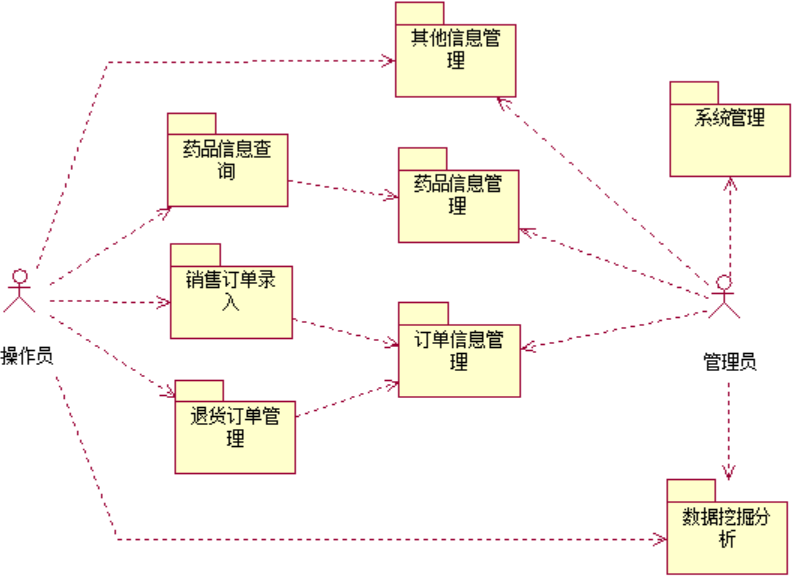 其他信息管
理
系统管理
药品信息查
询
药品信息管
理
销售订单录
入
订单信息管
理
操作员
管理员
退货订单管
理
数据挖掘分
析